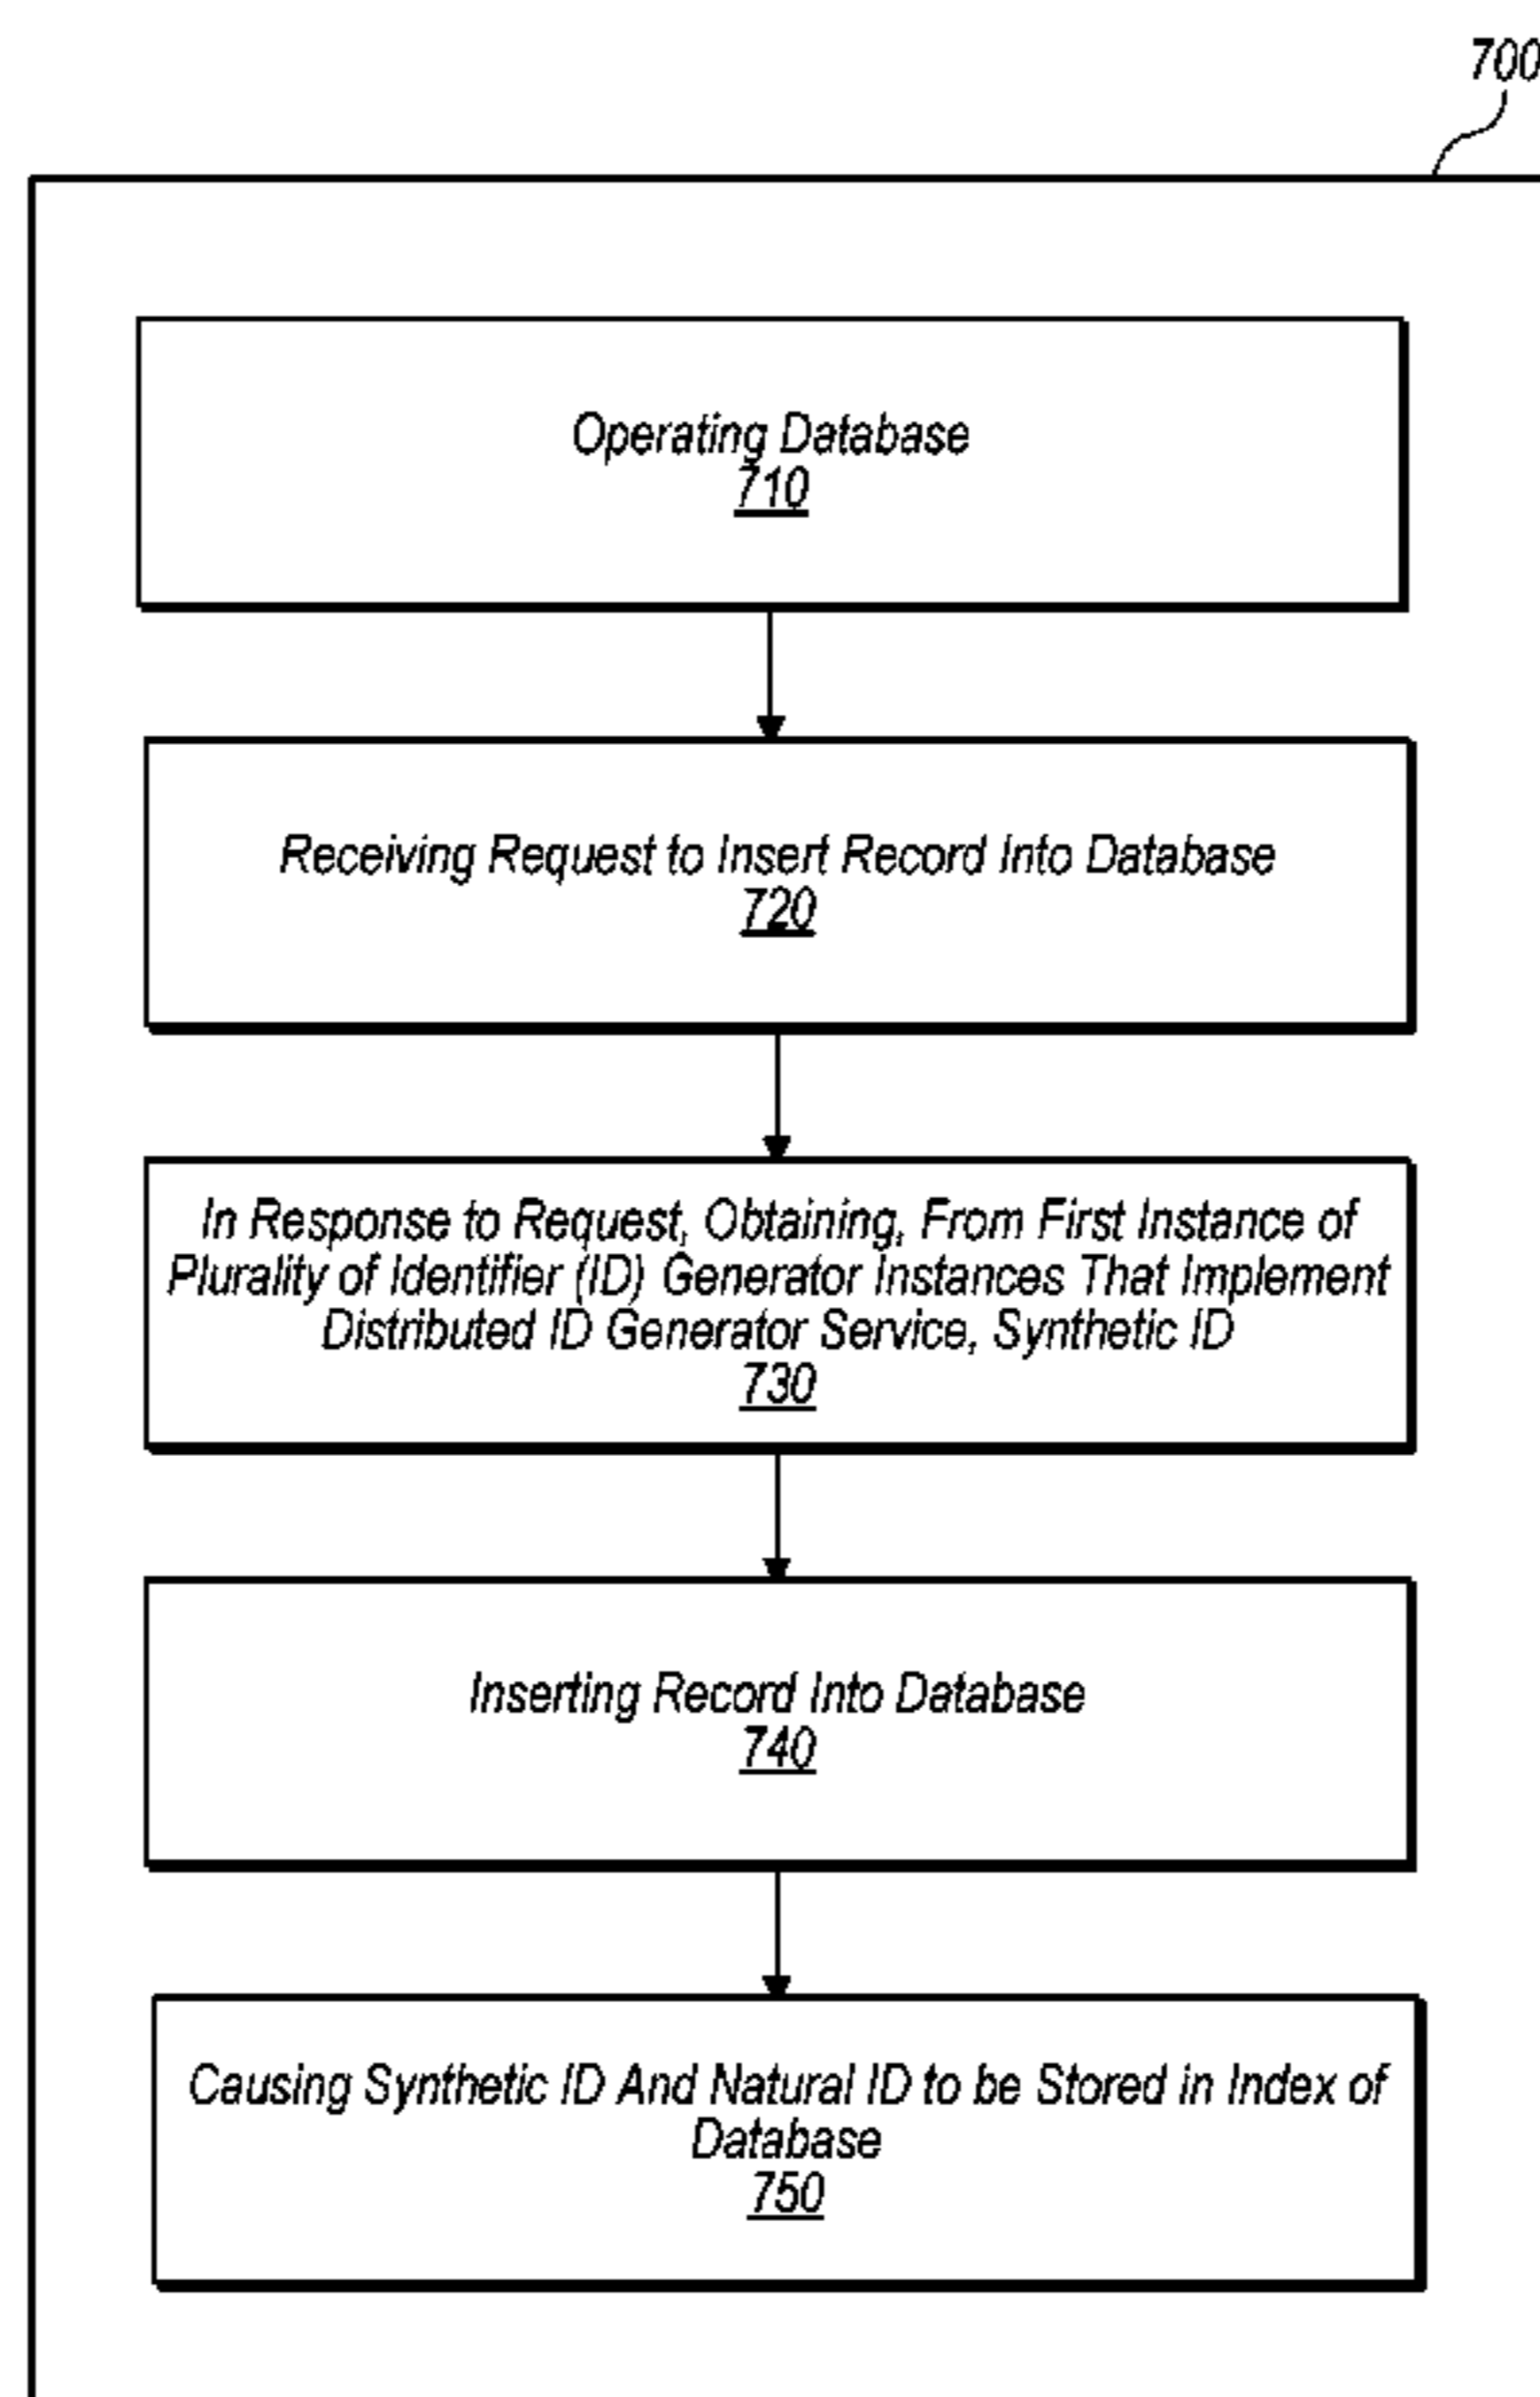 700
Operating Database
710
Receiving Request to Insert Record Into Database
720
In Response to Request, Obtaining, From First Instance of
Plurality of Identifier (ID) Generator Instances That Implement
Distributed ID Generator Service, Synthetic ID
730
Inserting Record Into Database
740
Causing Synthetic ID And Natural ID to be Stored in Index of
Database
750